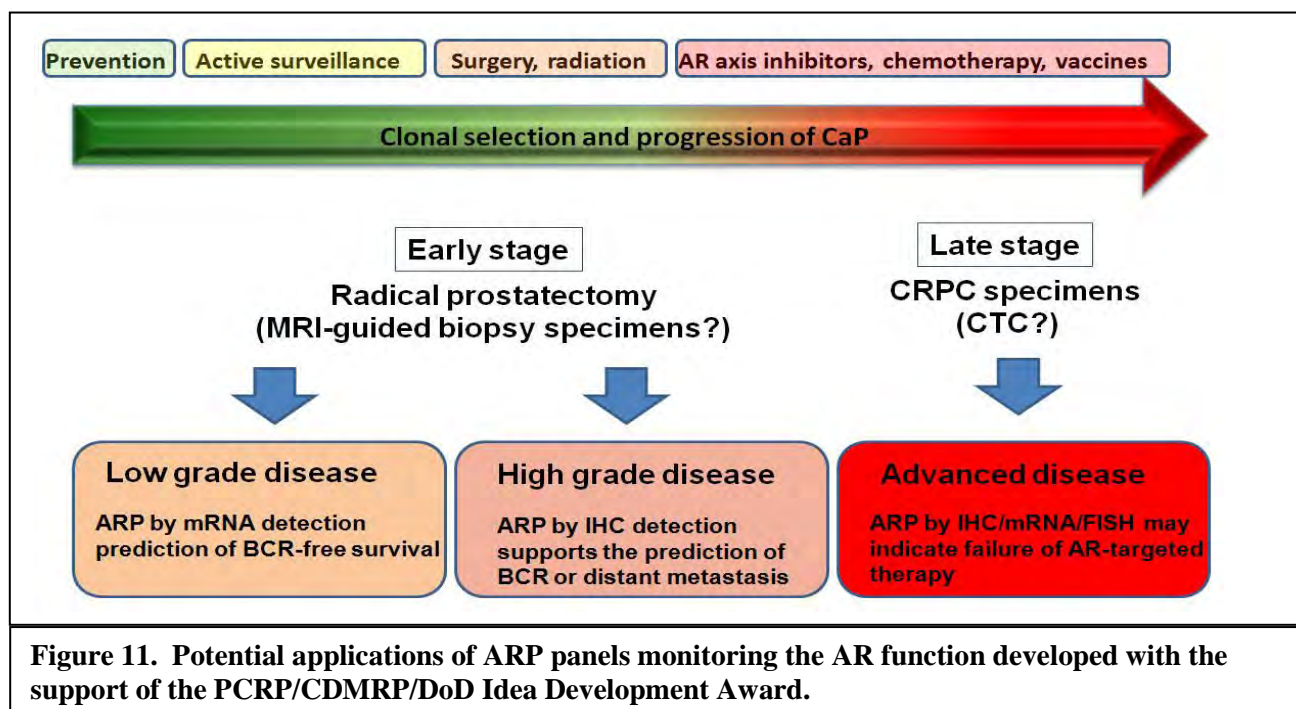 Prevention
Active surveillance
Surgery, radiation
AR axis inhibitors, chemotherapy, vaccines
Clonal selection and progression of CaP
Early stage
Radical prostatectomy
(MRI-guided biopsy specimens?)
Late stage
CRPC specimens
(CTC?)
Low grade disease
ARP by mRNA detection
prediction of BCR-free survival
High grade disease
ARP by IHC detection
supports the prediction of
BCR or distant metastasis
Advanced disease
ARP by IHC/mRNA/FISH may
indicate failure of AR-targeted
therapy
Figure 11. Potential applications of ARP panels monitoring the AR function developed with the
support of the PCRP/CDMRP/DoD Idea Development Award.